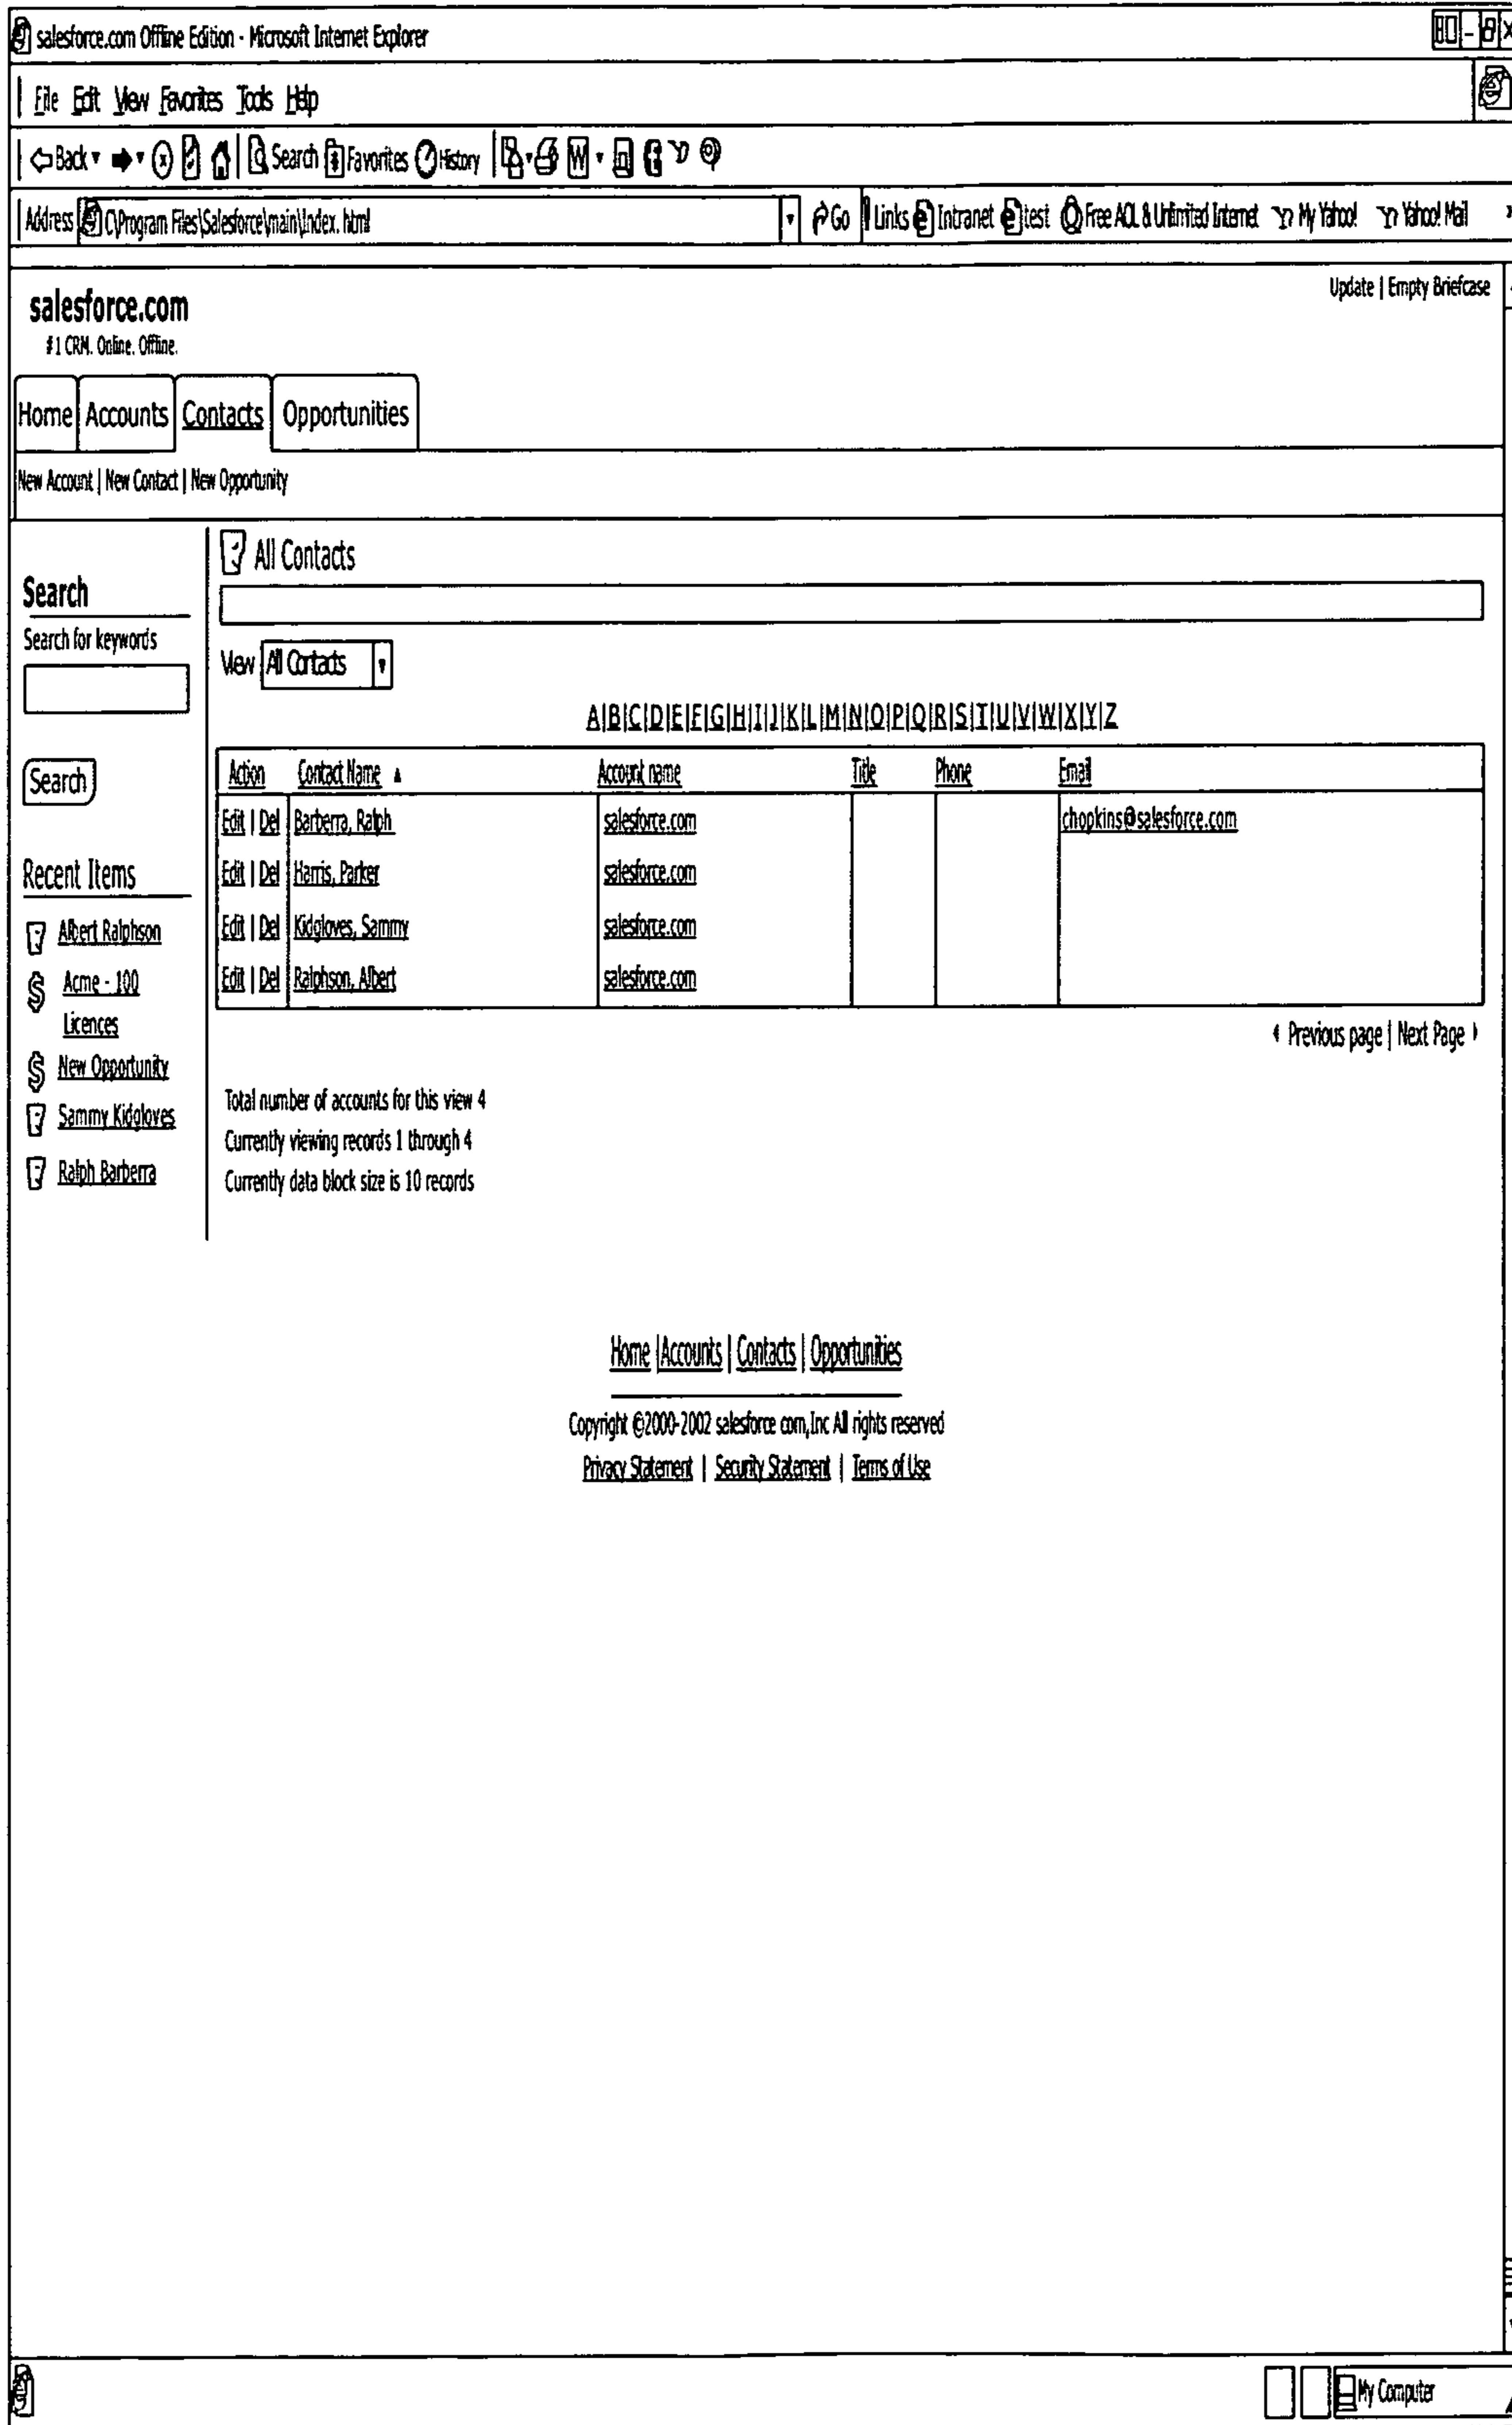 salesforce.com Offline Edition - Microsoft Internet Explorer
File Edit View Favorites Tools Help
Back Search Favorites History W
Address C\Program Files\Salesforce\main\Index. html Go Links Intranet test Free AOL & Unlimited Internet My Yahoo! Yahoo! Mail »
Update | Empty Briefcase
salesforce.com
#1 CRM. Online. Offline.
Home Accounts Contacts Opportunities
New Account | New Contact | New Opportunity
All Contacts
Search
Search for keywords
View All Contacts
A|B|C|D|E|F|G|H|I|J|K|L|M|N|O|P|Q|R|S|T|U|V|W|X|Y|Z
Search
Action Contact Name ▲ Account name Title Phone Email
Edit | Del Barberra, Ralph salesforce.com chopkins@salesforce.com
Edit | Del Harris, Parker salesforce.com
Edit | Del Kidgloves, Sammy salesforce.com
Edit | Del Ralphson, Albert salesforce.com
Previous page | Next Page
Recent Items
Albert Ralphson
$ Acme - 100
Licences
$ New Opportunity
Sammy Kidgloves
Ralph Barberra
Total number of accounts for this view 4
Currently viewing records 1 through 4
Currently data block size is 10 records
Home |Accounts | Contacts | Opportunities
Copyright ©2000-2002 salesforce com,Inc All rights reserved
Privacy Statement | Security Statement | Terms of Use
My Computer